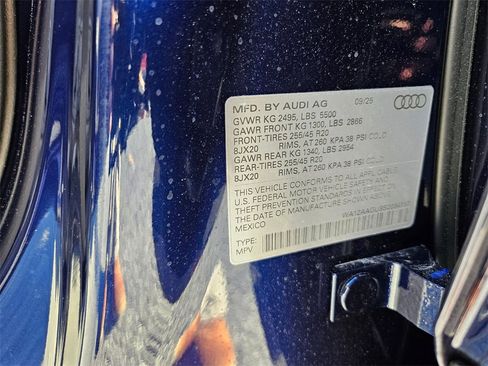 MFD. BY AUDI AG 09/25
GVWR KG 2495, LBS 5500
GAWR FRONT KG 1300, LBS 2866
FRONT-TIRES 255/45 R20
8JX20 RIMS, AT 260 KPA 38 PSI COLD
GAWR REAR KG 1340, LBS 2954
REAR-TIRES 255/45 R20
8JX20 RIMS, AT 260 KPA 38 PSI COLD
THIS VEHICLE CONFORMS TO ALL APPLICABLE
U.S. FEDERAL MOTOR VEHICLE SAFETY AND
THEFT PREVENTION STANDARDS IN EFFECT ON
THE DATE OF MANUFACTURE SHOWN ABOVE.
MEXICO
TYPE:
MPV